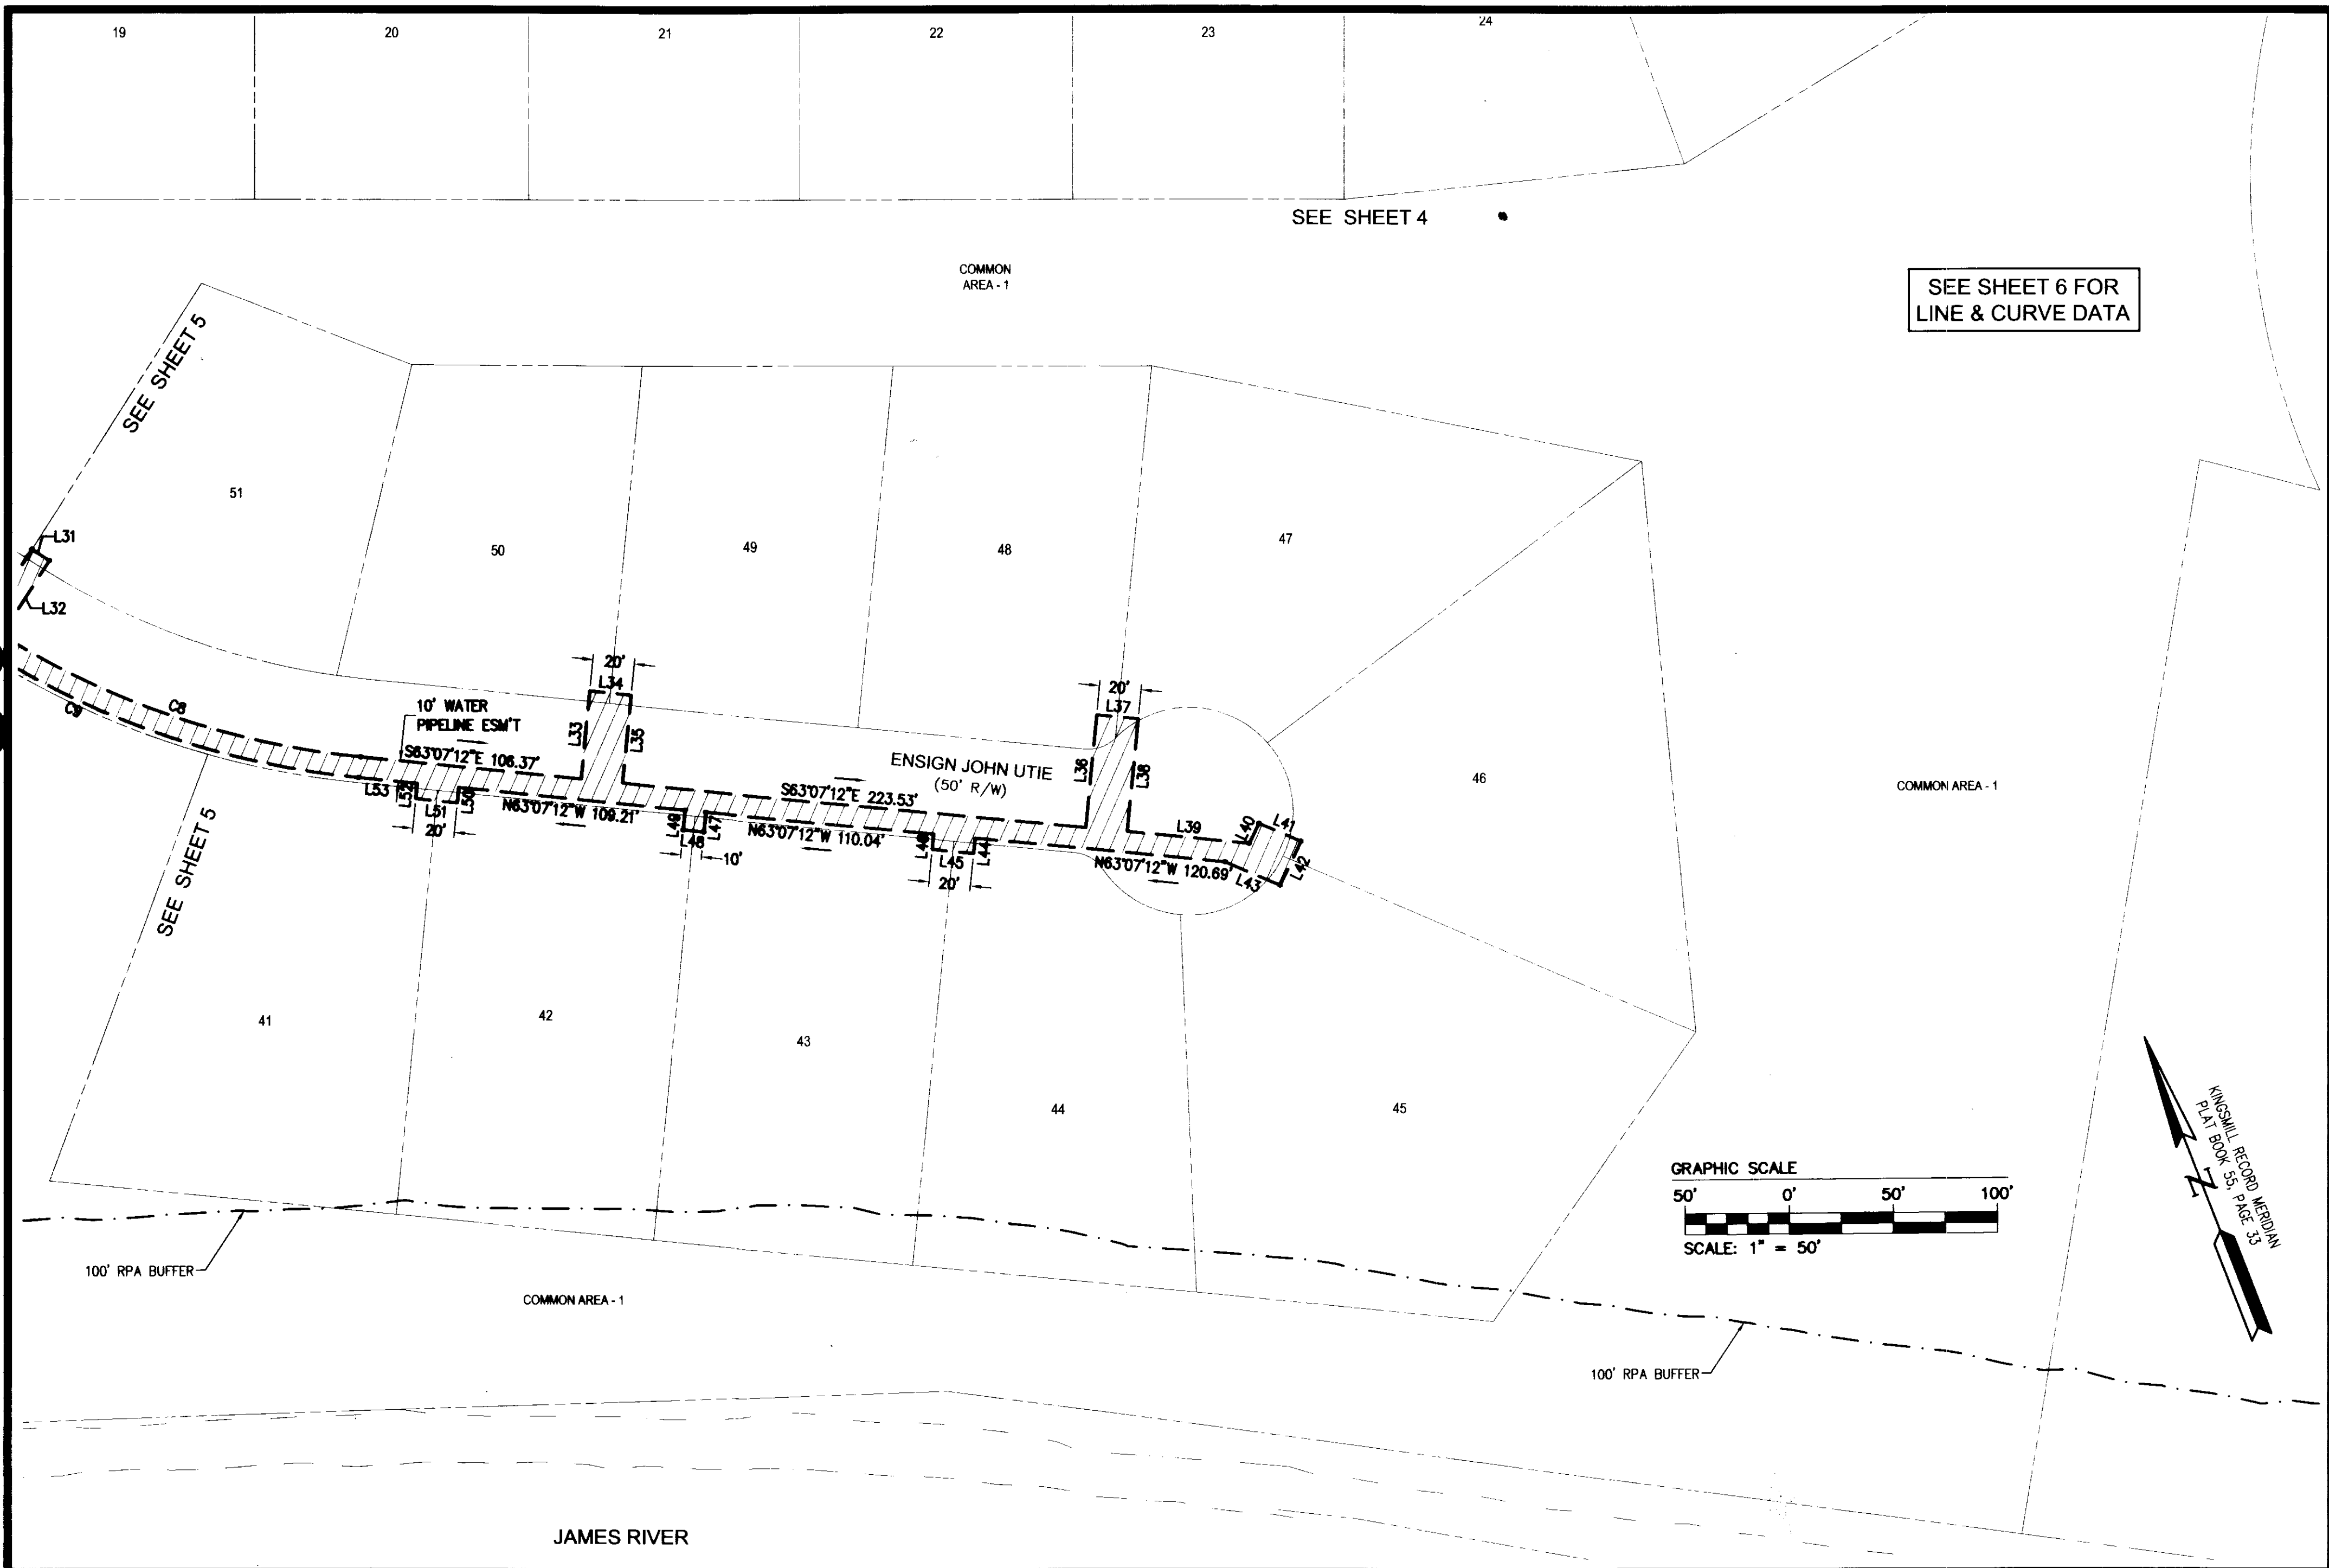 19
20
21
22
23
24
SEE SHEET 4
COMMON
AREA - 1
SEE SHEET 6 FOR
LINE & CURVE DATA
SEE SHEET 5
51
50
49
48
47
46
L31
L32
C8
C9
10' WATER
PIPELINE ESM'T
S63°07'12"E 106.37'
20'
L34
L33
L35
ENSIGN JOHN UTIE
(50' R/W)
S63°07'12"E 223.53'
20'
L37
L36
L38
L39
L40
L41
L42
L43
N63°07'12"W 120.69'
L44
L45
L46
20'
N63°07'12"W 110.04'
L47
L48
L49
10'
N63°07'12"W 109.21'
L50
L51
L52
L53
20'
SEE SHEET 5
COMMON AREA - 1
41
42
43
44
45
KINGSMILL RECORD MERIDIAN
PLAT BOOK 55, PAGE 33
N
GRAPHIC SCALE
50' 0' 50' 100'
SCALE: 1" = 50'
100' RPA BUFFER
COMMON AREA - 1
100' RPA BUFFER
JAMES RIVER